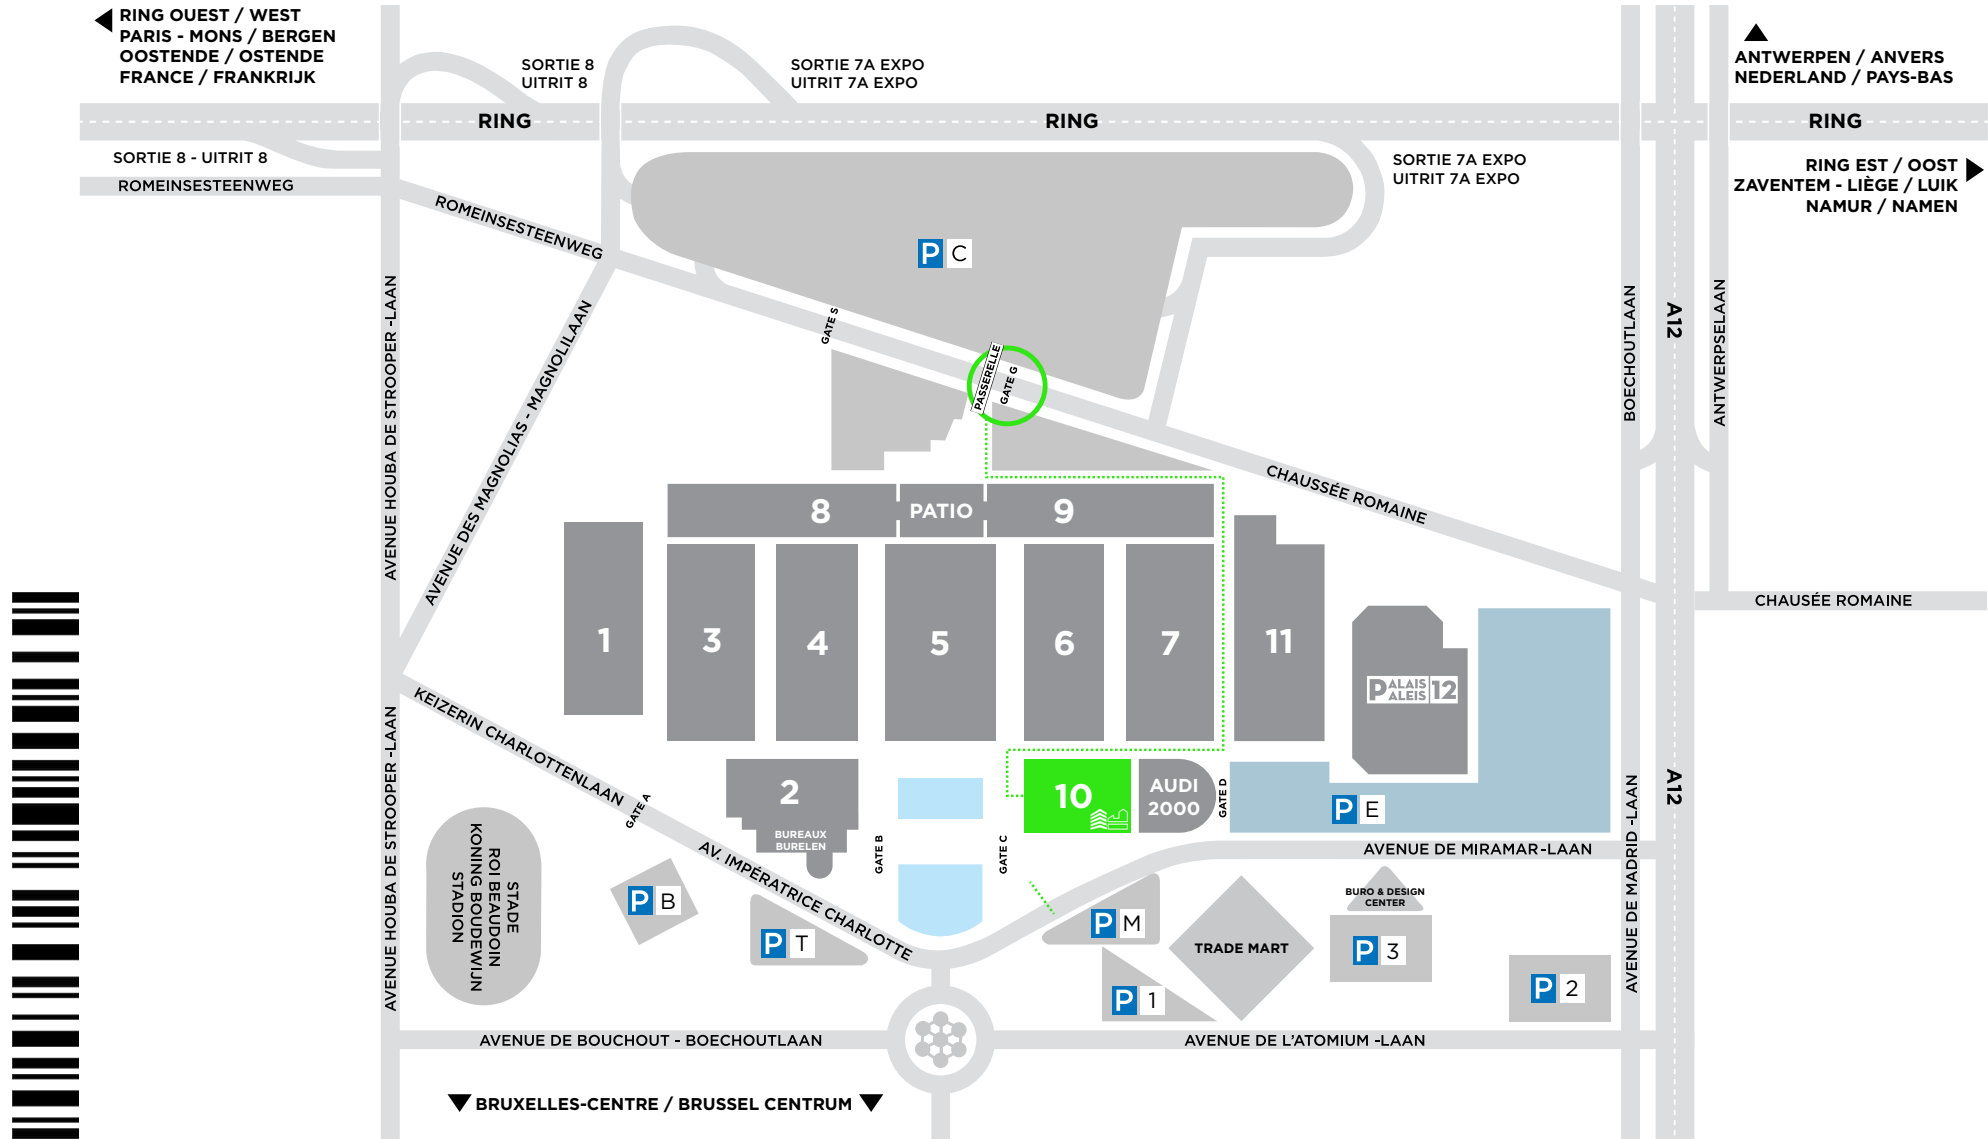 RING OUEST / WEST
PARIS - MONS / BERGEN
OOSTENDE / OSTENDE
FRANCE / FRANKRIJK
SORTIE 8
UITRIT 8
SORTIE 7A EXPO
UITRIT 7A EXPO
ANTWERPEN / ANVERS
NEDERLAND / PAYS-BAS
RING
RING
RING
SORTIE 8 - UITRIT 8
ROMEINSESTEENWEG
SORTIE 7A EXPO
UITRIT 7A EXPO
RING EST / OOST
ZAVENTEM - LIÈGE / LUIK
NAMUR / NAMEN
ROMEINSESTEENWEG
P C
AVENUE HOUBA DE STROOPER -LAAN
AVENUE DES MAGNOLIAS - MAGNOLILAAN
GATE S
PASSERELLE
GATE G
BOECHOUTLAAN
A12
ANTWERPSELAAN
CHAUSSÉE ROMAINE
CHAUSÉE ROMAINE
8
PATIO
9
1
3
4
5
6
7
11
PALAIS
PALEIS 12
KEIZERIN CHARLOTTENLAAN
GATE A
AVENUE HOUBA DE STROOPER -LAAN
2
BUREAUX
BURELEN
10
AUDI
2000
GATE D
P E
A12
GATE B
GATE C
AV. IMPÉRATRICE CHARLOTTE
AVENUE DE MIRAMAR-LAAN
AVENUE DE MADRID -LAAN
STADE
ROI BEAUDOIN
KONING BOUDEWIJN
STADION
P B
P T
P M
BURO & DESIGN
CENTER
TRADE MART
P 3
P 1
P 2
AVENUE DE BOUCHOUT - BOECHOUTLAAN
AVENUE DE L'ATOMIUM -LAAN
BRUXELLES-CENTRE / BRUSSEL CENTRUM